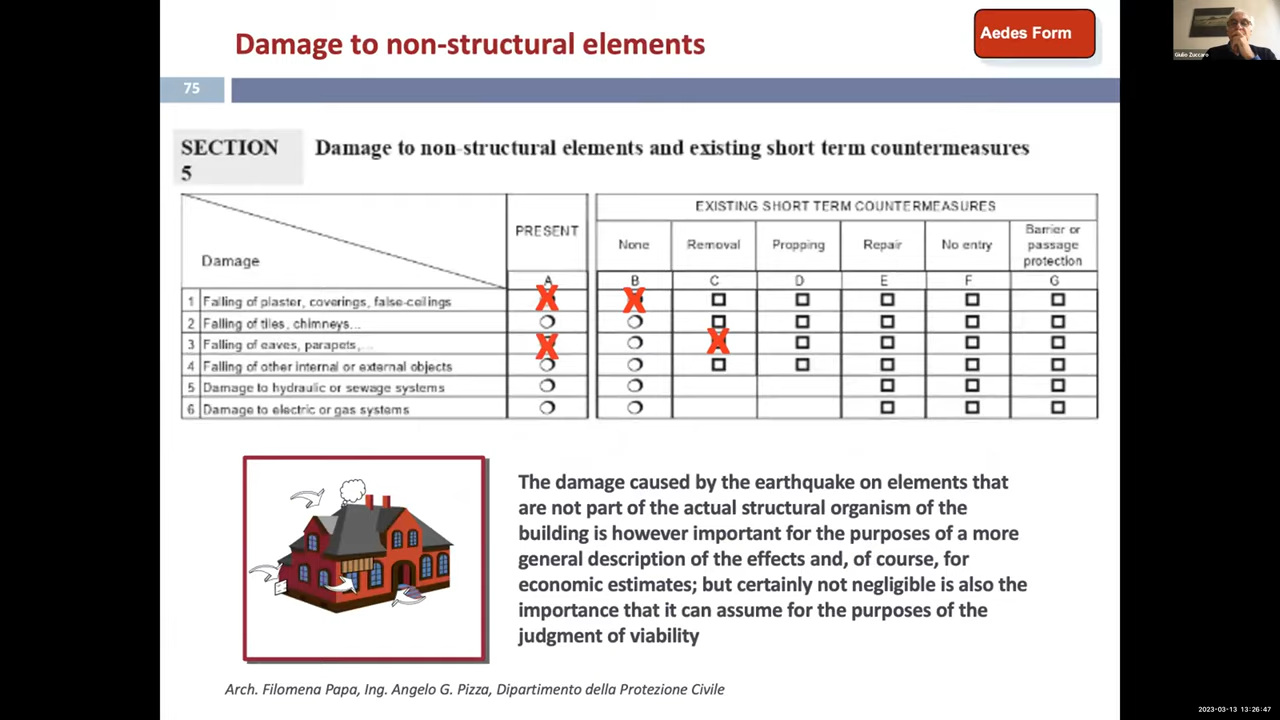 Damage to non-structural elements
Aedes Form
75
SECTION 5
Damage to non-structural elements and existing short term countermeasures
Damage
PRESENT
EXISTING SHORT TERM COUNTERMEASURES
None
Removal
Propping
Repair
No entry
Barrier or passage protection
A B C D E F G
1 Falling of plaster, coverings, false-ceilings X X
2 Falling of tiles, chimneys...
3 Falling of eaves, parapets,... X X
4 Falling of other internal or external objects
5 Damage to hydraulic or sewage systems
6 Damage to electric or gas systems
The damage caused by the earthquake on elements that
are not part of the actual structural organism of the
building is however important for the purposes of a more
general description of the effects and, of course, for
economic estimates; but certainly not negligible is also the
importance that it can assume for the purposes of the
judgment of viability
Arch. Filomena Papa, Ing. Angelo G. Pizza, Dipartimento della Protezione Civile
Giulio Zuccaro
2023-03-13 13:26:47